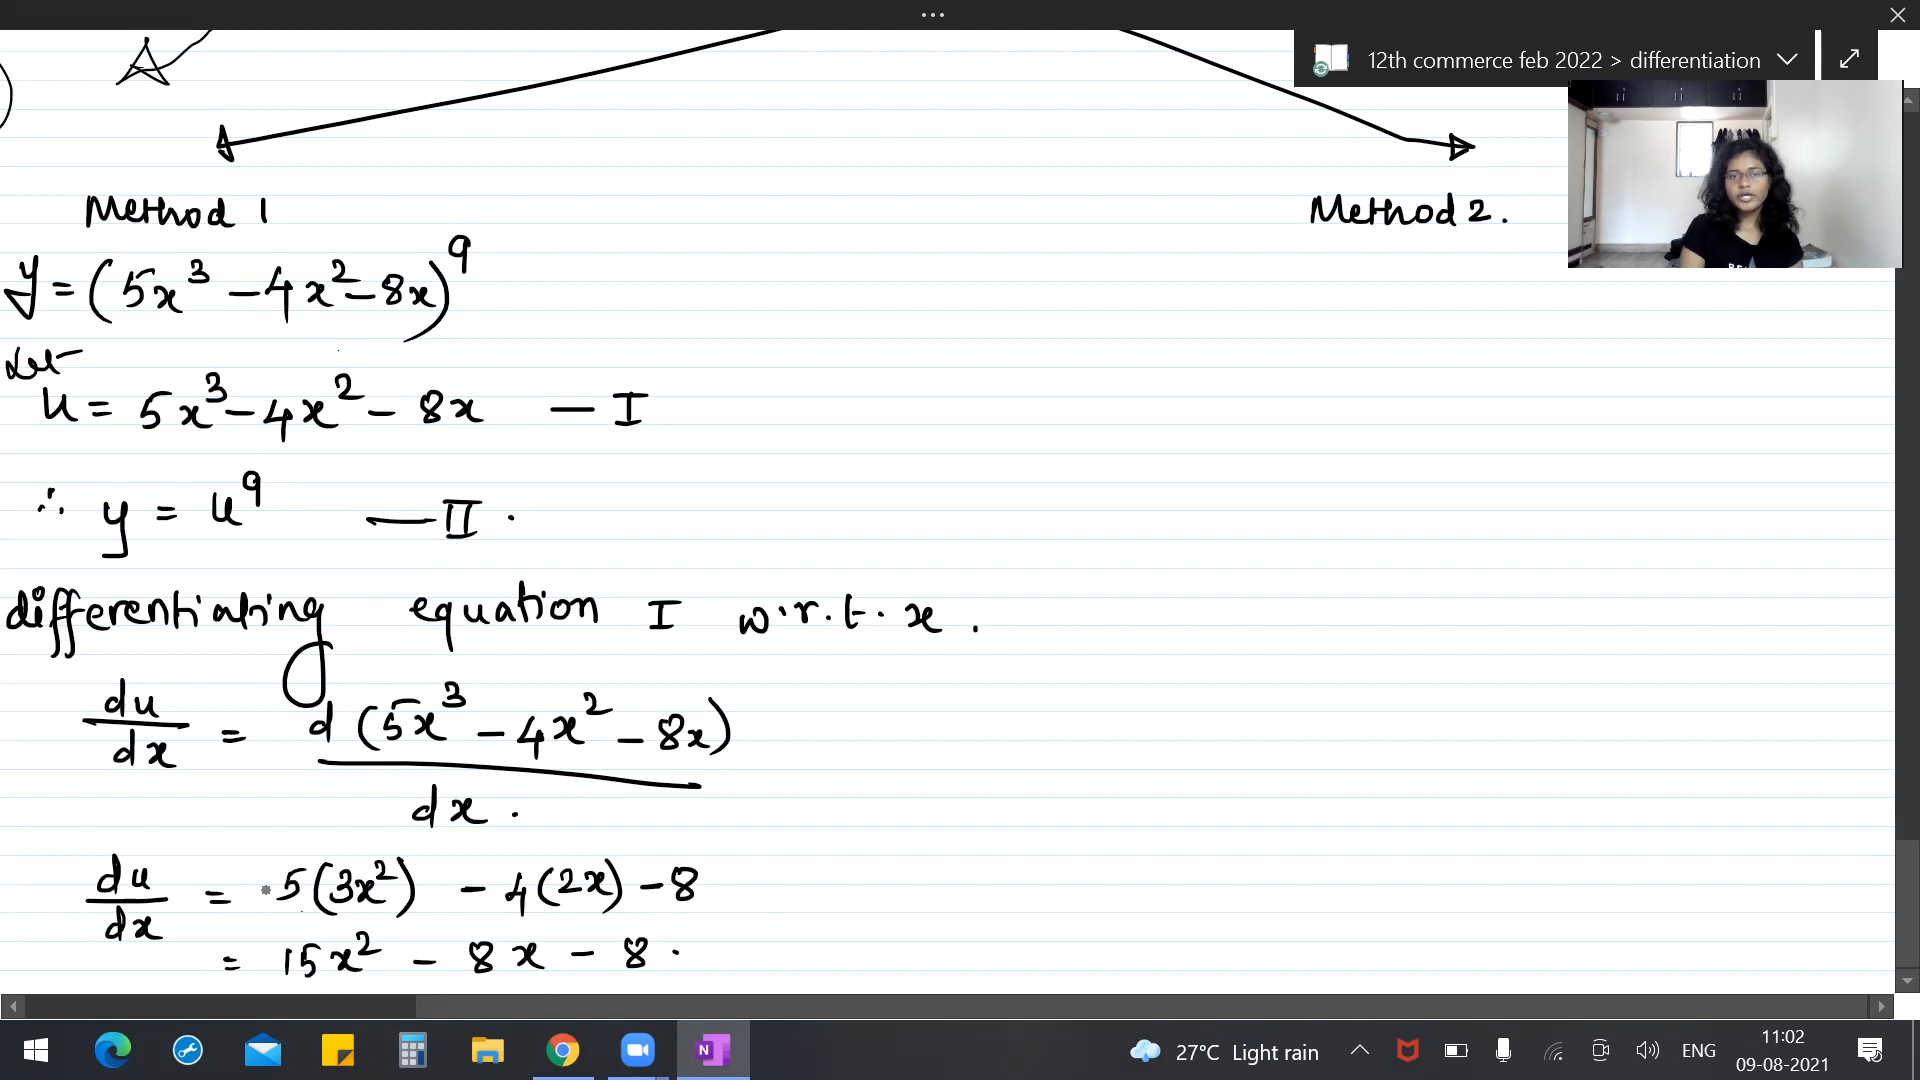 12th commerce feb 2022 > differentiation
Method 1
Method 2.
y = (5x³ - 4x² - 8x)⁹
Let
u = 5x³ - 4x² - 8x — I
∴ y = u⁹ — II .
differentiating equation I w.r.t. x .
du/dx = d (5x³ - 4x² - 8x)/dx .
du/dx = 5(3x²) - 4(2x) - 8
= 15x² - 8x - 8 .
27°C Light rain
ENG
11:02
09-08-2021